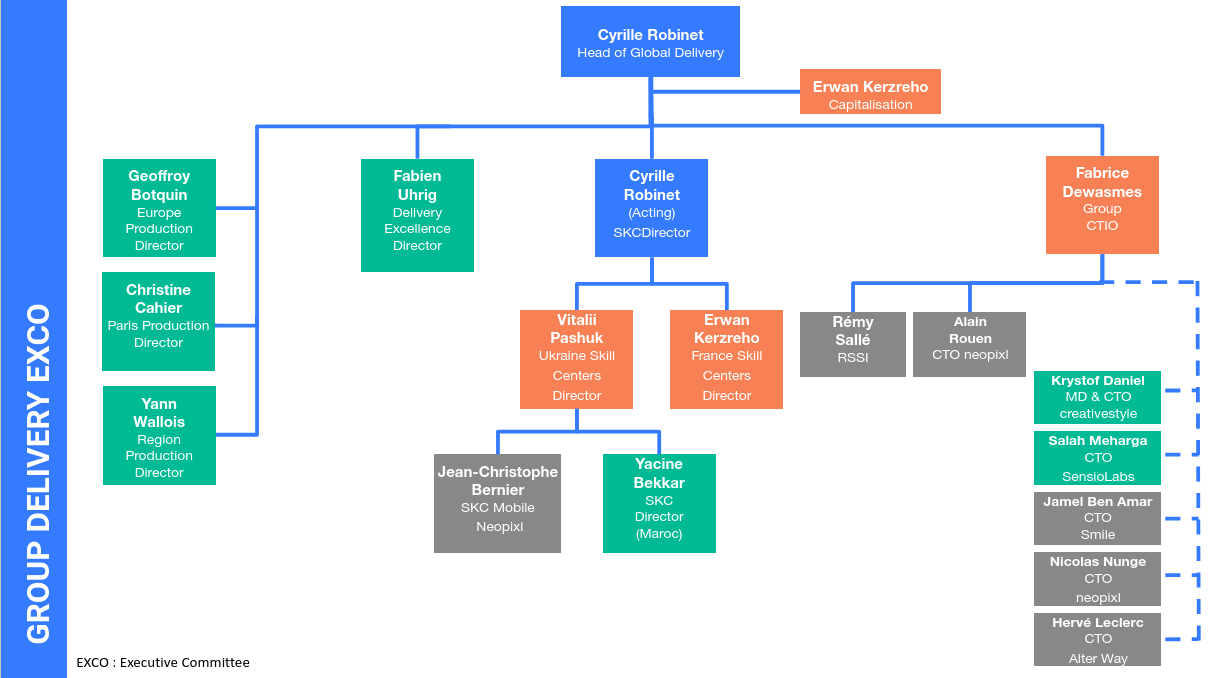 GROUP DELIVERY EXCO
Cyrille Robinet
Head of Global Delivery
Erwan Kerzreho
Capitalisation
Geoffroy
Botquin
Europe
Production
Director
Christine
Cahier
Paris Production
Director
Yann
Wallois
Region
Production
Director
Fabien
Uhrig
Delivery
Excellence
Director
Cyrille
Robinet
(Acting)
SKCDirector
Vitalii
Pashuk
Ukraine Skill
Centers
Director
Erwan
Kerzreho
France Skill
Centers
Director
Jean-Christophe
Bernier
SKC Mobile
Neopixl
Yacine
Bekkar
SKC
Director
(Maroc)
Fabrice
Dewasmes
Group
CTIO
Rémy
Sallé
RSSI
Alain
Rouen
CTO neopixl
Krystof Daniel
MD & CTO
creativestyle
Salah Meharga
CTO
SensioLabs
Jamel Ben Amar
CTO
Smile
Nicolas Nunge
CTO
neopixl
Hervé Leclerc
CTO
Alter Way
EXCO : Executive Committee